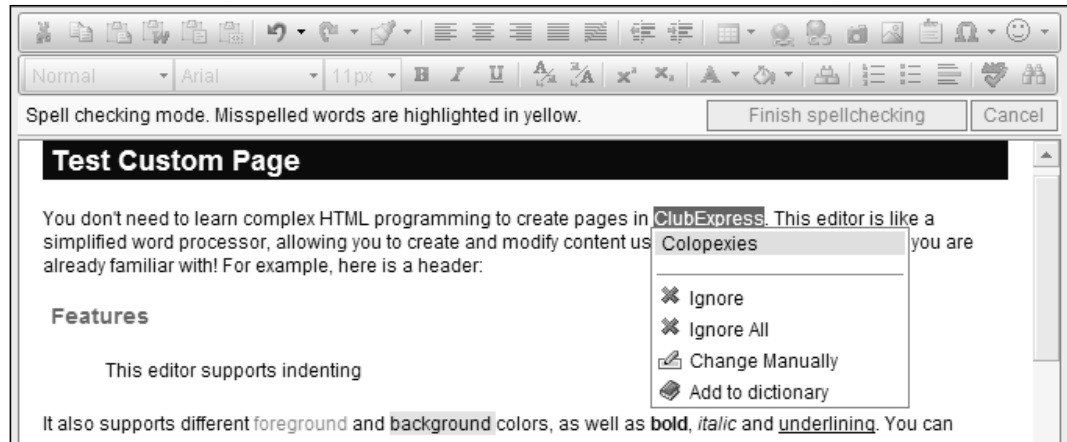 Normal Arial 11px B I U
Spell checking mode. Misspelled words are highlighted in yellow. Finish spellchecking Cancel
Test Custom Page
You don't need to learn complex HTML programming to create pages in ClubExpress. This editor is like a
simplified word processor, allowing you to create and modify content us you are
already familiar with! For example, here is a header:
Colopexies
Ignore
Ignore All
Change Manually
Add to dictionary
Features
This editor supports indenting
It also supports different foreground and background colors, as well as bold, italic and underlining. You can